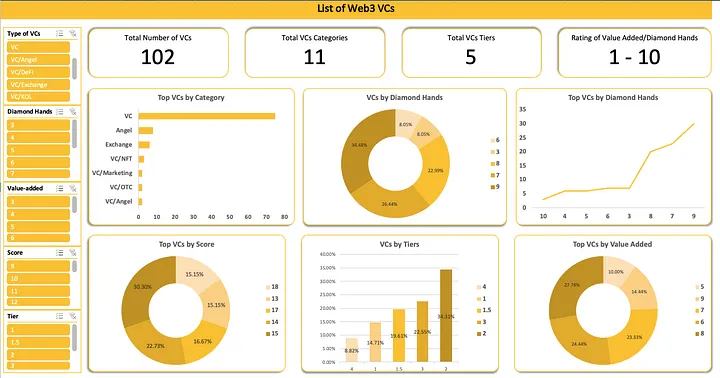 List of Web3 VCs
Type of VCs
VC
VC/Angel
VC/DeFi
VC/Exchange
VC/KOL
Diamond Hands
3
4
5
6
7
Value-added
3
4
5
6
Score
9
10
11
12
Tier
1
1.5
2
3
Total Number of VCs
102
Total VCs Categories
11
Total VCs Tiers
5
Rating of Value Added/Diamond Hands
1 - 10
Top VCs by Category
VC
Angel
Exchange
VC/NFT
VC/Marketing
VC/OTC
VC/Angel
0 10 20 30 40 50 60 70 80
VCs by Diamond Hands
8.05%
8.05%
22.99%
26.44%
34.48%
6
3
8
7
9
Top VCs by Diamond Hands
35
30
25
20
15
10
5
0
10 4 5 6 3 8 7 9
Top VCs by Score
15.15%
15.15%
16.67%
22.73%
30.30%
18
13
17
14
15
VCs by Tiers
40.00%
35.00%
30.00%
25.00%
20.00%
15.00%
10.00%
5.00%
0.00%
8.82%
14.71%
19.61%
22.55%
34.31%
4 1 1.5 3 2
4
1
1.5
3
2
Top VCs by Value Added
10.00%
14.44%
23.33%
24.44%
27.78%
5
9
7
6
8